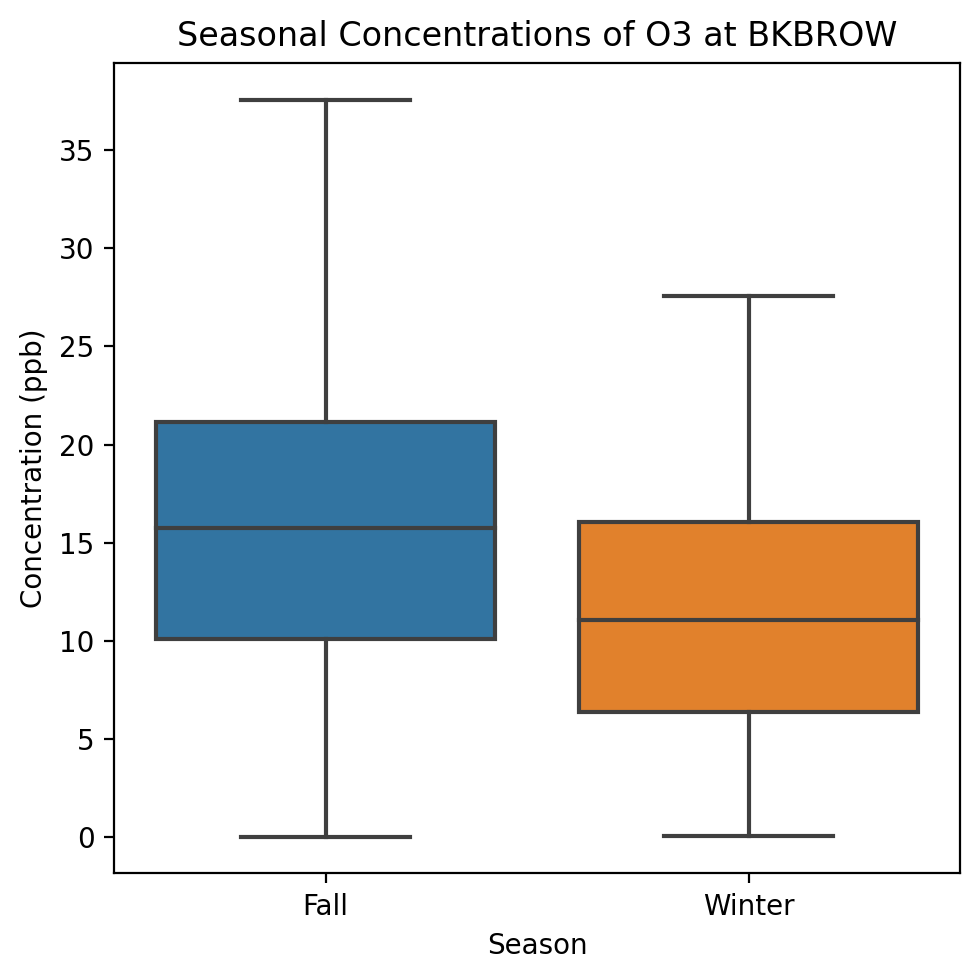 Seasonal Concentrations of O3 at BKBROW
Concentration (ppb)
35
30
25
20
15
10
5
0
Fall Winter
Season